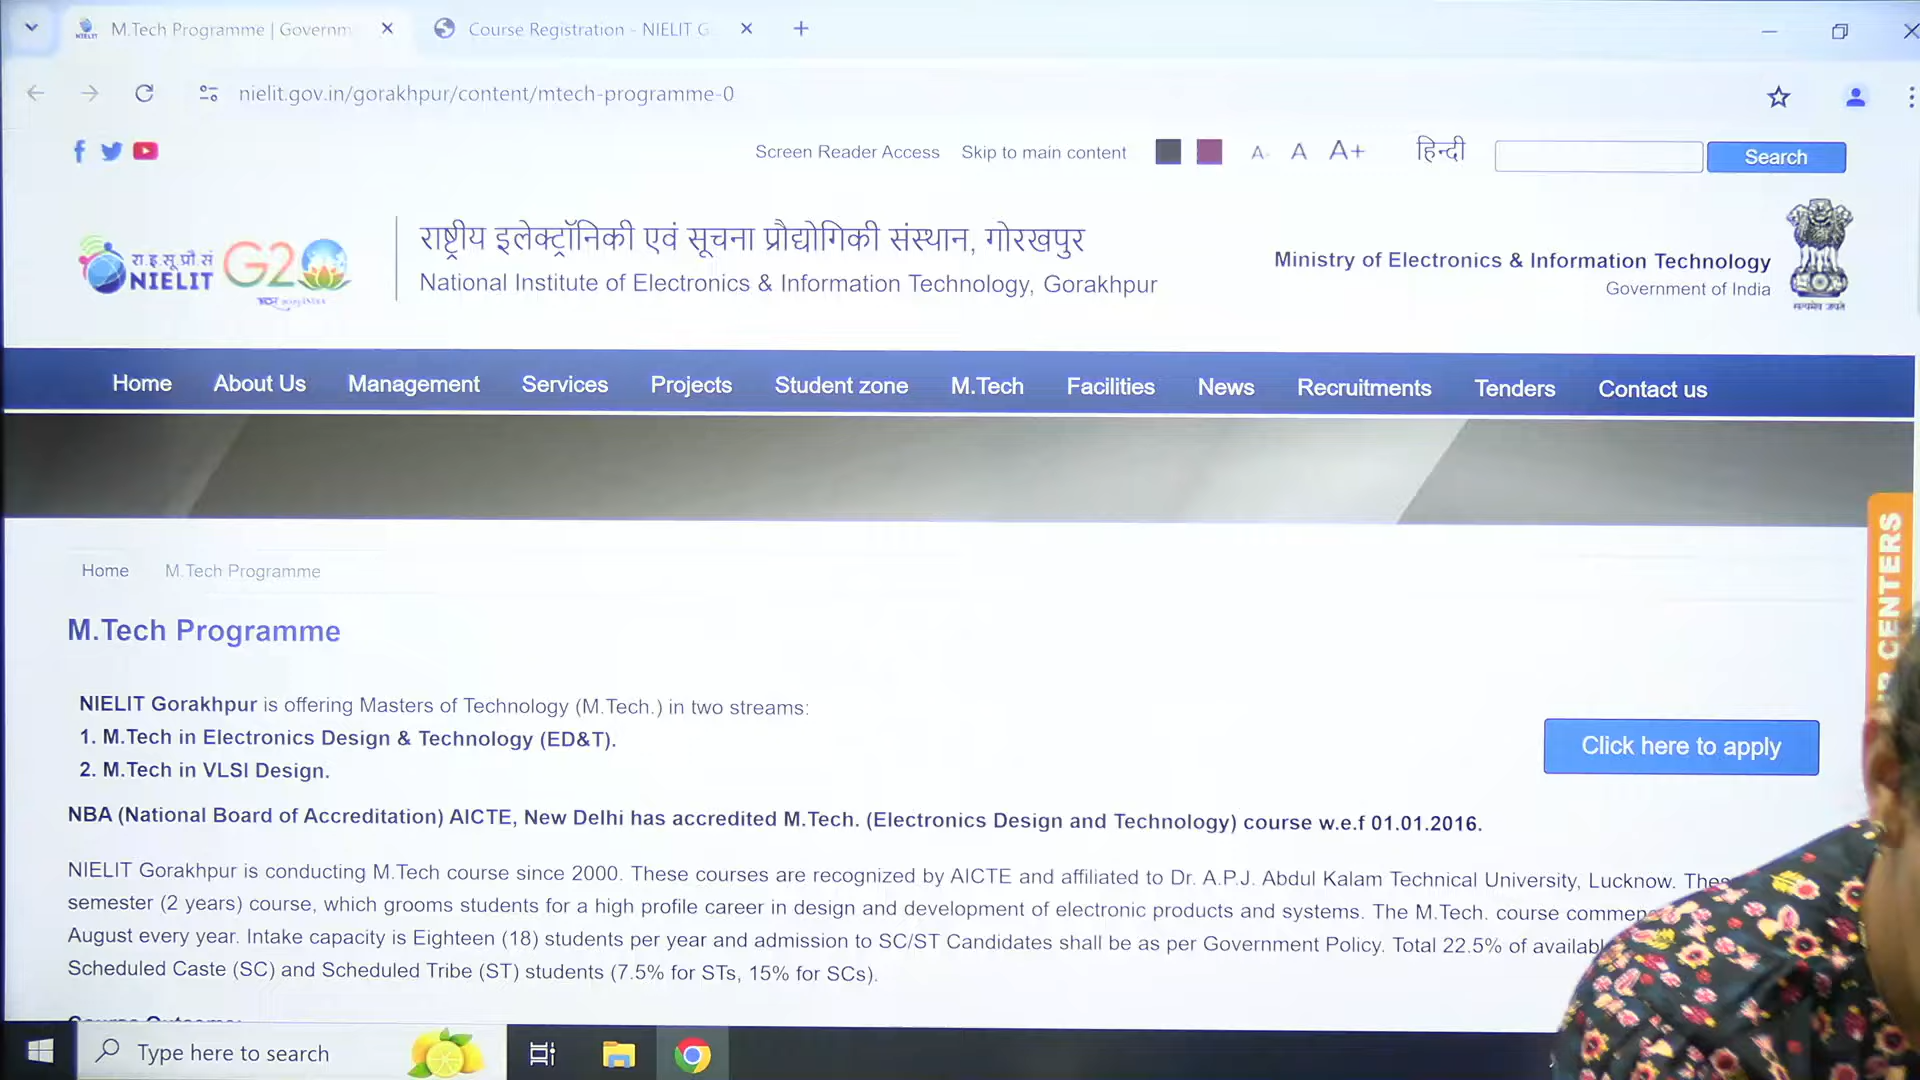 M.Tech Programme | Governm
Course Registration - NIELIT G
nielit.gov.in/gorakhpur/content/mtech-programme-0
Screen Reader Access Skip to main content A- A A+ हिन्दी Search
रा.इ.सू.प्रौ.सं
NIELIT
G20
राष्ट्रीय इलेक्ट्रॉनिकी एवं सूचना प्रौद्योगिकी संस्थान, गोरखपुर
National Institute of Electronics & Information Technology, Gorakhpur
Ministry of Electronics & Information Technology
Government of India
सत्यमेव जयते
Home About Us Management Services Projects Student zone M.Tech Facilities News Recruitments Tenders Contact us
CENTERS
Home M.Tech Programme
M.Tech Programme
NIELIT Gorakhpur is offering Masters of Technology (M.Tech.) in two streams:
1. M.Tech in Electronics Design & Technology (ED&T).
2. M.Tech in VLSI Design.
Click here to apply
NBA (National Board of Accreditation) AICTE, New Delhi has accredited M.Tech. (Electronics Design and Technology) course w.e.f 01.01.2016.
NIELIT Gorakhpur is conducting M.Tech course since 2000. These courses are recognized by AICTE and affiliated to Dr. A.P.J. Abdul Kalam Technical University, Lucknow. Thes
semester (2 years) course, which grooms students for a high profile career in design and development of electronic products and systems. The M.Tech. course commen
August every year. Intake capacity is Eighteen (18) students per year and admission to SC/ST Candidates shall be as per Government Policy. Total 22.5% of availabl
Scheduled Caste (SC) and Scheduled Tribe (ST) students (7.5% for STs, 15% for SCs).
Type here to search